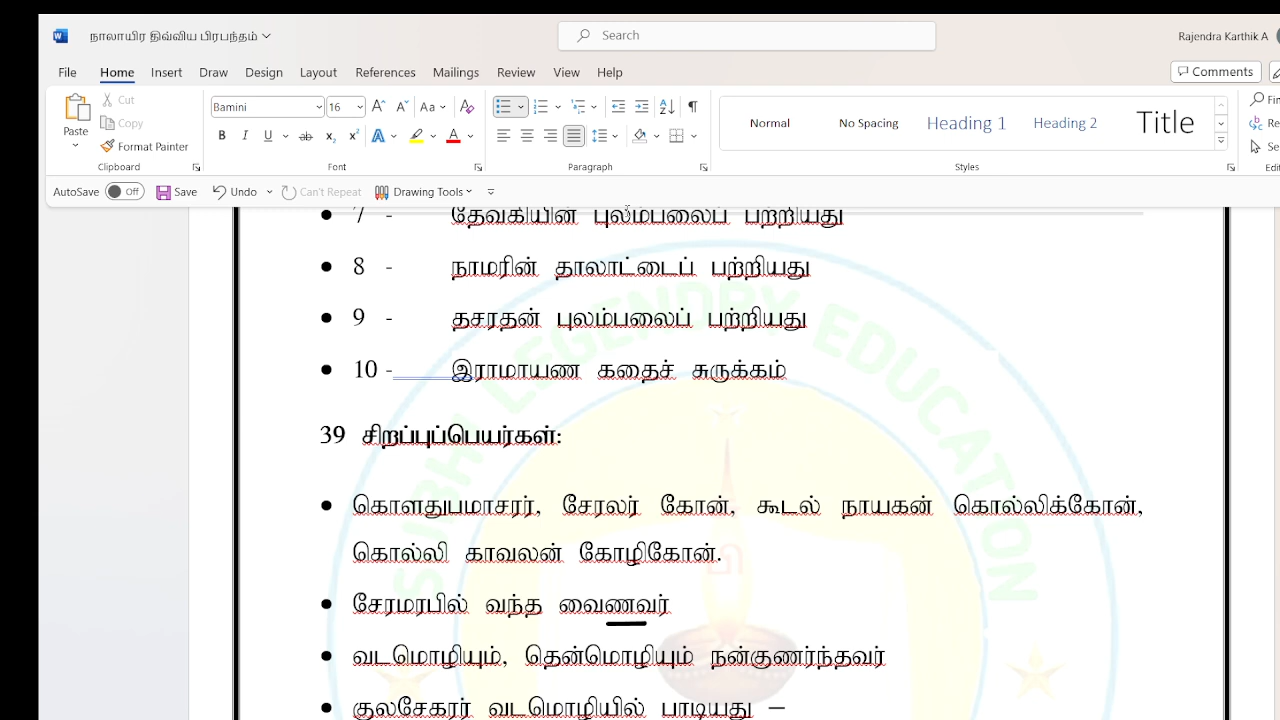 நாலாயிர திவ்விய பிரபந்தம்
Search
Rajendra Karthik A
File Home Insert Draw Design Layout References Mailings Review View Help
Comments
Paste
Cut
Copy
Format Painter
Clipboard
Bamini 16
Font
Paragraph
Normal No Spacing Heading 1 Heading 2 Title
Styles
AutoSave Off Save Undo Can't Repeat Drawing Tools
• 7 - தேவகியின் புலம்பலைப் பற்றியது
• 8 - நாமரின் தாலாட்டைப் பற்றியது
• 9 - தசரதன் புலம்பலைப் பற்றியது
• 10 - இராமாயண கதைச் சுருக்கம்
39 சிறப்புப்பெயர்கள்:
• கௌதுபமாசரர், சேரலர் கோன், கூடல் நாயகன் கொல்லிக்கோன்,
கொல்லி காவலன் கோழிகோன்.
• சேரமரபில் வந்த வைணவர்
• வடமொழியும், தென்மொழியும் நன்குணர்ந்தவர்
• குலசேகரர் வடமொழியில் பாடியது –
LEGENDRY EDUCATION